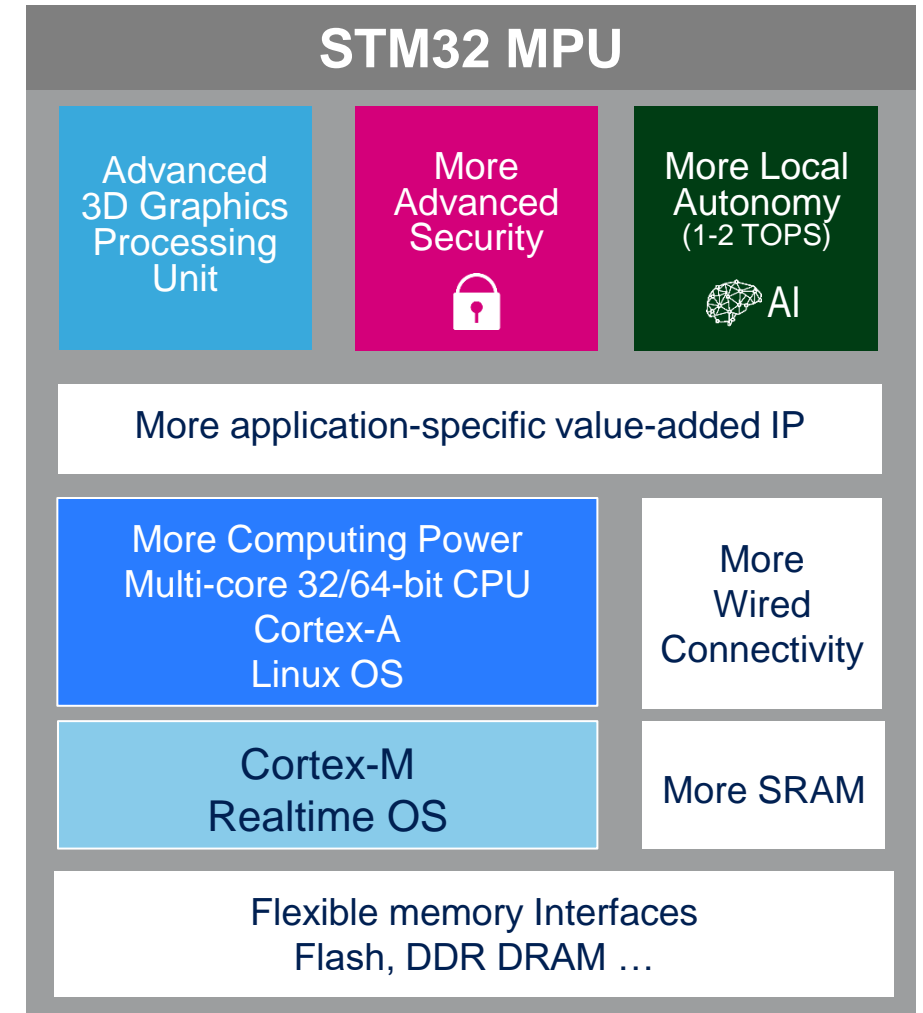 STM32 MPU
Advanced
3D Graphics
Processing
Unit
More
Advanced
Security
More Local
Autonomy
(1-2 TOPS)
AI
More application-specific value-added IP
More Computing Power
Multi-core 32/64-bit CPU
Cortex-A
Linux OS
More
Wired
Connectivity
Cortex-M
Realtime OS
More SRAM
Flexible memory Interfaces
Flash, DDR DRAM …